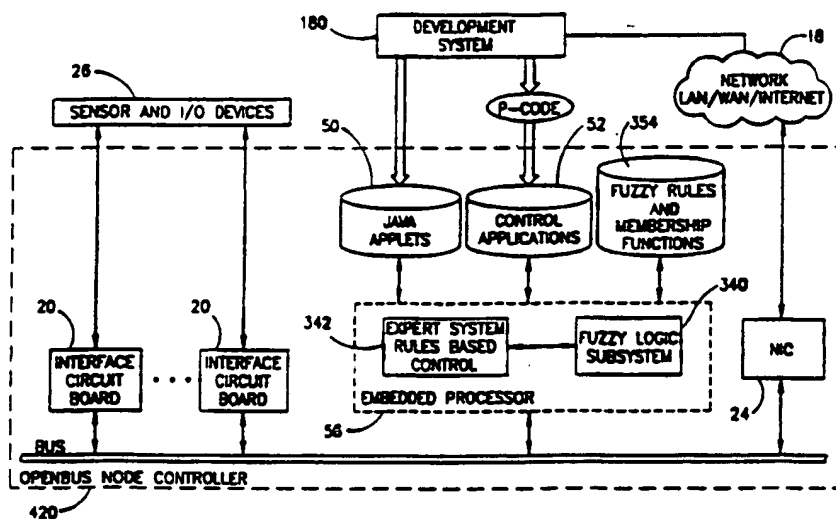 180
DEVELOPMENT
SYSTEM
18
NETWORK
LAN/WAN/INTERNET
26
SENSOR AND I/O DEVICES
P-CODE
50
52
354
JAVA
APPLETS
CONTROL
APPLICATIONS
FUZZY RULES
AND
MEMBERSHIP
FUNCTIONS
20
INTERFACE
CIRCUIT
BOARD
20
INTERFACE
CIRCUIT
BOARD
342
EXPERT SYSTEM
RULES BASED
CONTROL
340
FUZZY LOGIC
SUBSYSTEM
EMBEDDED PROCESSOR
56
NIC
24
BUS
OPENBUS NODE CONTROLLER
420